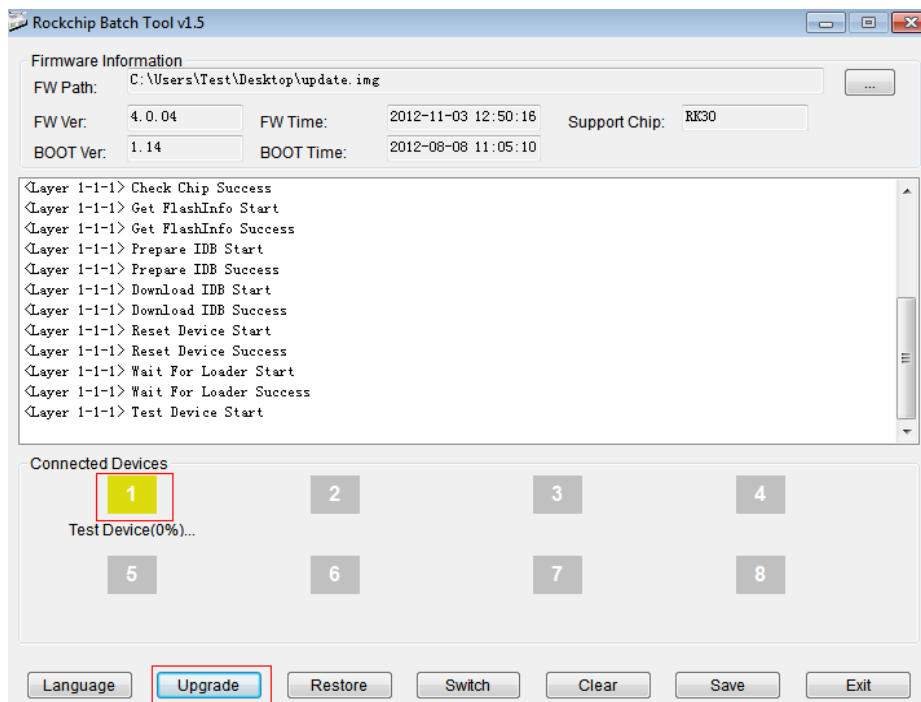 Rockchip Batch Tool v1.5
Firmware Information
FW Path: C:\Users\Test\Desktop\update.img ...
FW Ver: 4.0.04 FW Time: 2012-11-03 12:50:16 Support Chip: RK30
BOOT Ver: 1.14 BOOT Time: 2012-08-08 11:05:10
<Layer 1-1-1> Check Chip Success
<Layer 1-1-1> Get FlashInfo Start
<Layer 1-1-1> Get FlashInfo Success
<Layer 1-1-1> Prepare IDB Start
<Layer 1-1-1> Prepare IDB Success
<Layer 1-1-1> Download IDB Start
<Layer 1-1-1> Download IDB Success
<Layer 1-1-1> Reset Device Start
<Layer 1-1-1> Reset Device Success
<Layer 1-1-1> Wait For Loader Start
<Layer 1-1-1> Wait For Loader Success
<Layer 1-1-1> Test Device Start
Connected Devices
1 2 3 4
Test Device(0%)...
5 6 7 8
Language Upgrade Restore Switch Clear Save Exit